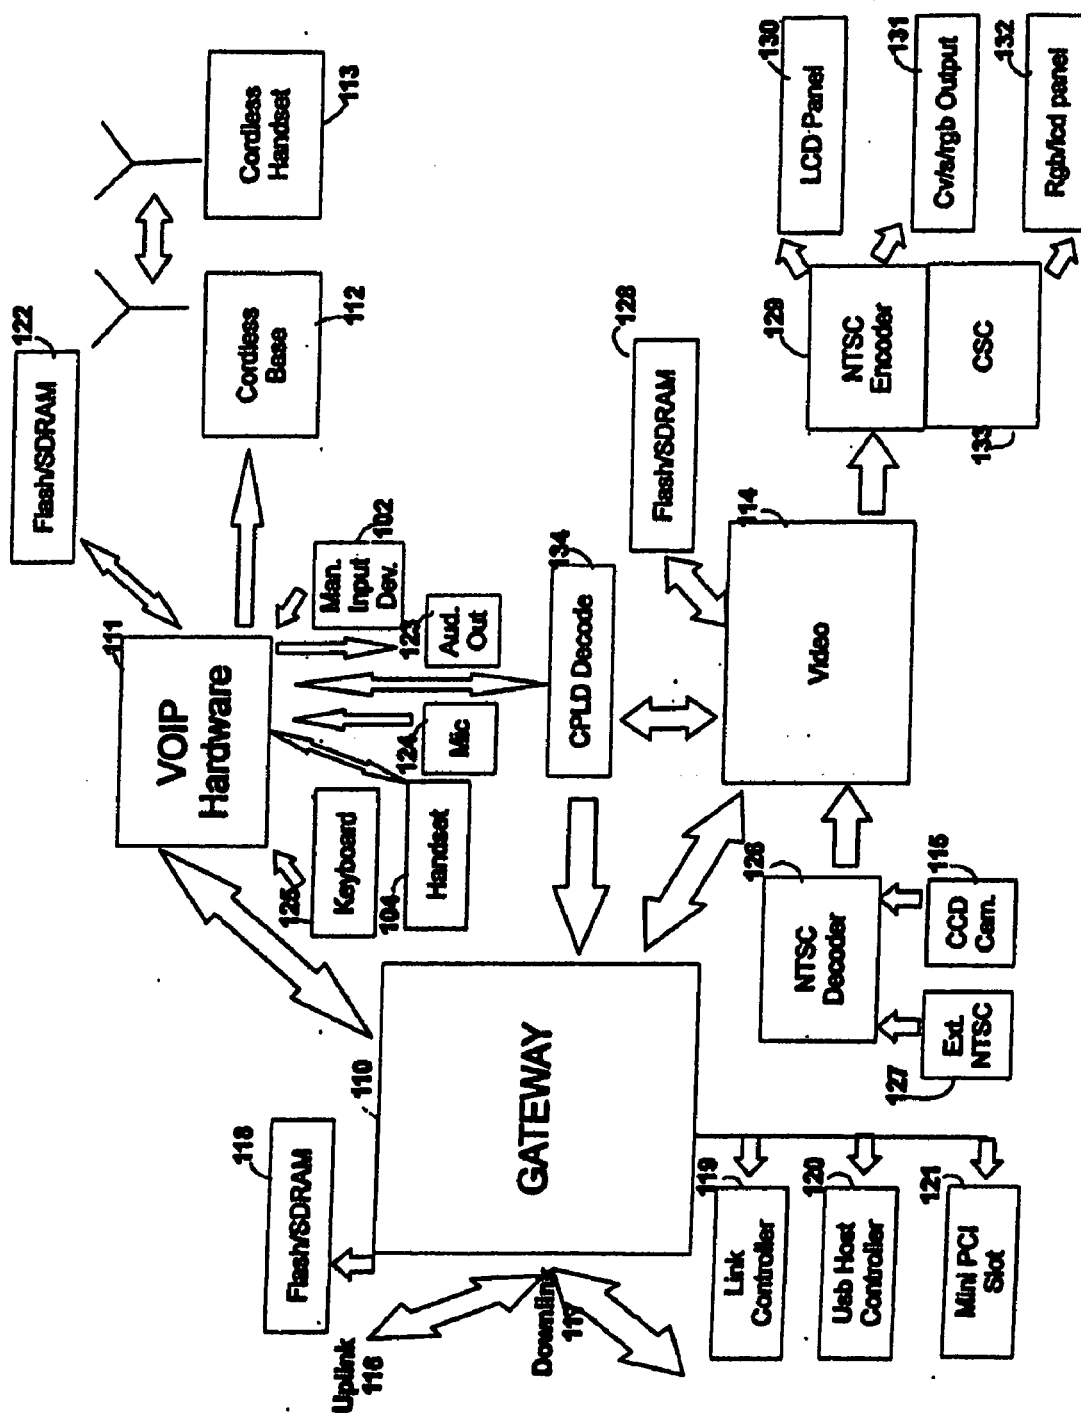 Flash/SDRAM
122
111
VOIP
Hardware
Cordless
Base
112
Cordless
Handset
113
118
Flash/SDRAM
110
125
Keyboard
104
Handset
124
Mic
123
Aud.
Out
102
Man.
Input
Dev.
Uplink
116
GATEWAY
Downlink
117
134
CPLD Decode
128
Flash/SDRAM
119
Link
Controller
120
Usb Host
Controller
121
Mini PCI
Slot
126
NTSC
Decoder
127
Ext.
NTSC
115
CCD
Cam.
114
Video
129
NTSC
Encoder
133
CSC
130
LCD Panel
131
Cv/s/rgb Output
132
Rgb/lcd panel